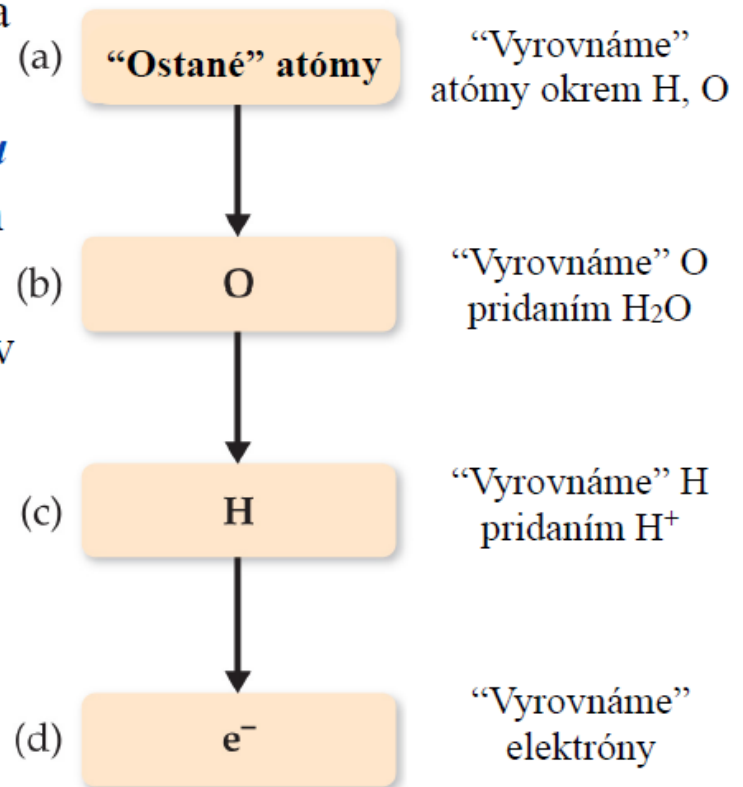 a
(a)
“Ostané” atómy
“Vyrovnáme”
atómy okrem H, O
(b)
O
“Vyrovnáme” O
pridaním H₂O
v
(c)
H
“Vyrovnáme” H
pridaním H⁺
(d)
e⁻
“Vyrovnáme”
elektróny